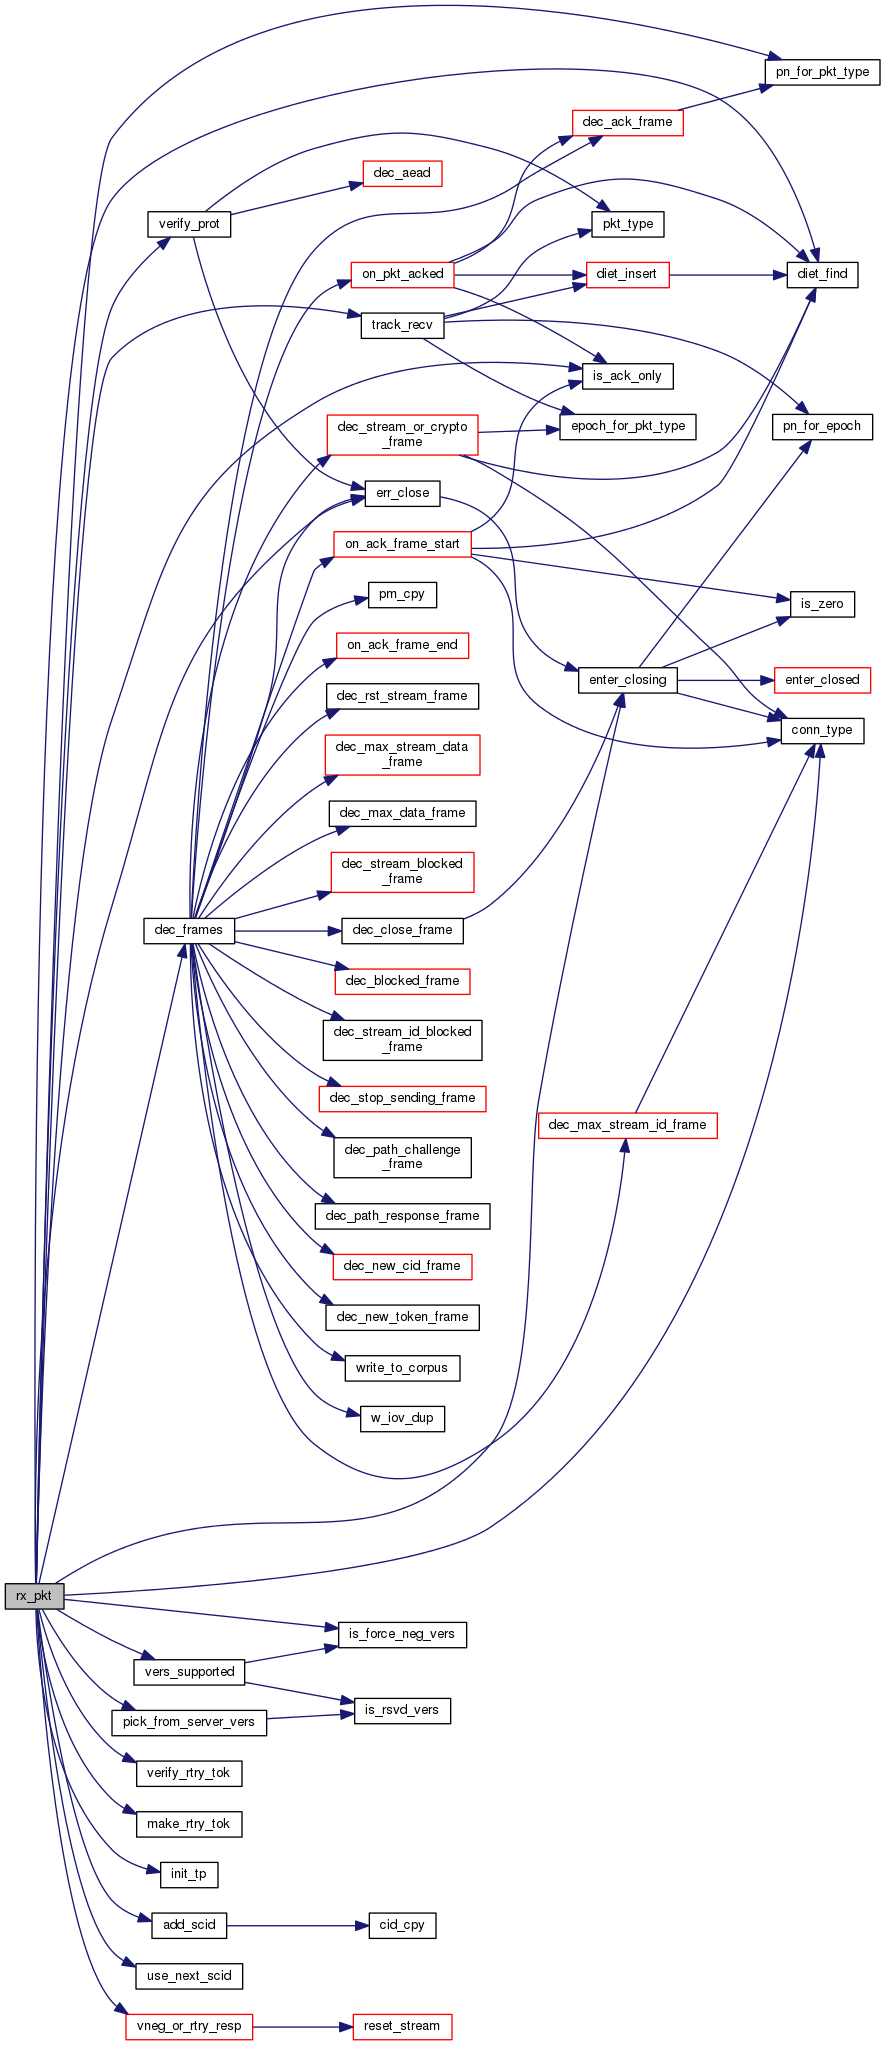 pn_for_pkt_type
dec_ack_frame
dec_aead
verify_prot
pkt_type
on_pkt_acked
diet_insert
diet_find
track_recv
is_ack_only
dec_stream_or_crypto
_frame
epoch_for_pkt_type
pn_for_epoch
err_close
on_ack_frame_start
pm_cpy
is_zero
on_ack_frame_end
enter_closing
enter_closed
dec_rst_stream_frame
conn_type
dec_max_stream_data
_frame
dec_max_data_frame
dec_stream_blocked
_frame
dec_frames
dec_close_frame
dec_blocked_frame
dec_stream_id_blocked
_frame
dec_stop_sending_frame
dec_max_stream_id_frame
dec_path_challenge
_frame
dec_path_response_frame
dec_new_cid_frame
dec_new_token_frame
write_to_corpus
w_iov_dup
rx_pkt
is_force_neg_vers
vers_supported
is_rsvd_vers
pick_from_server_vers
verify_rtry_tok
make_rtry_tok
init_tp
add_scid
cid_cpy
use_next_scid
vneg_or_rtry_resp
reset_stream